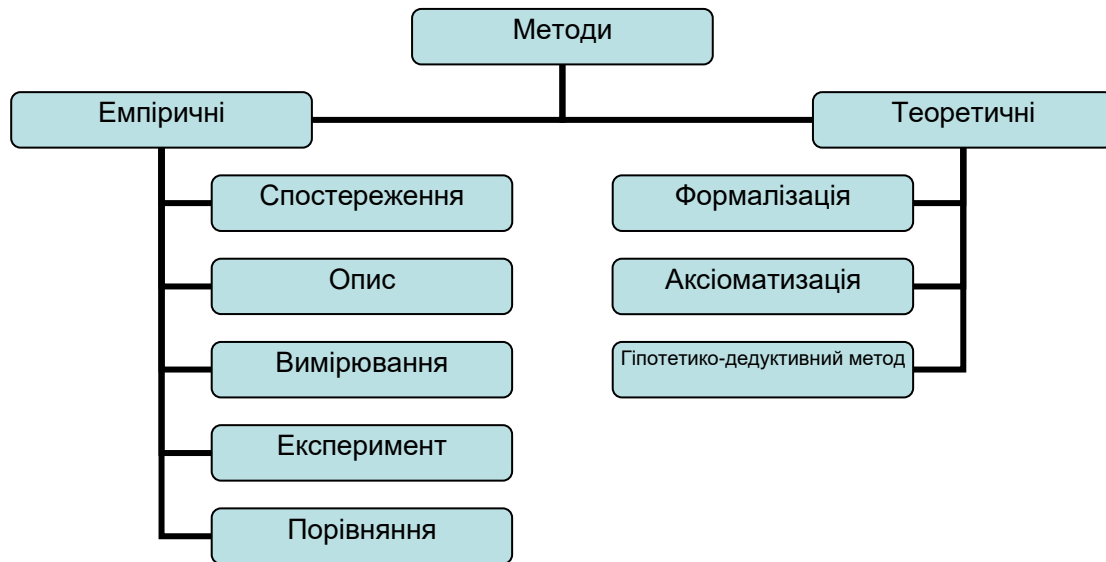 Методи
Емпіричні
Теоретичні
Спостереження
Формалізація
Опис
Аксіоматизація
Вимірювання
Гіпотетико-дедуктивний метод
Експеримент
Порівняння